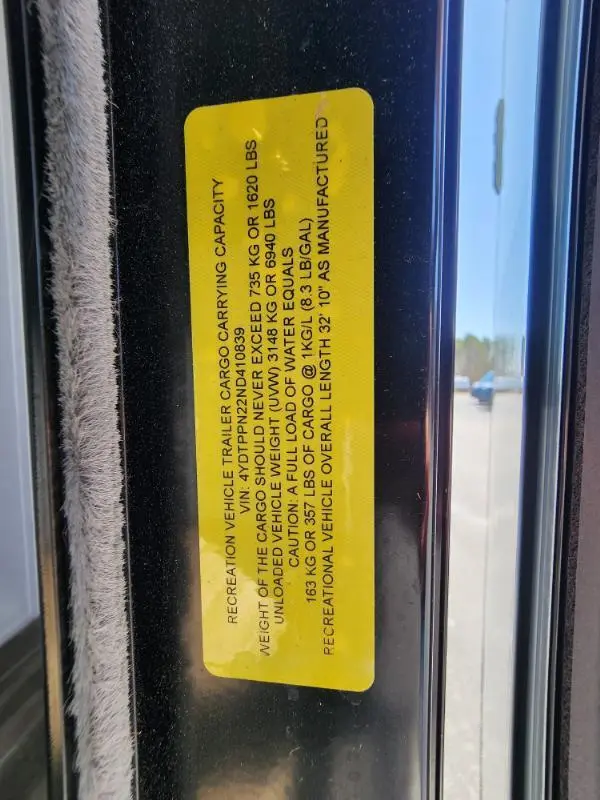 RECREATION VEHICLE TRAILER CARGO CARRYING CAPACITY
VIN: 4YDTPPN22ND410839
WEIGHT OF THE CARGO SHOULD NEVER EXCEED 735 KG OR 1620 LBS
UNLOADED VEHICLE WEIGHT (UVW) 3148 KG OR 6940 LBS
CAUTION: A FULL LOAD OF WATER EQUALS
163 KG OR 357 LBS OF CARGO @ 1KG/L (8.3 LB/GAL)
RECREATIONAL VEHICLE OVERALL LENGTH 32' 10" AS MANUFACTURED